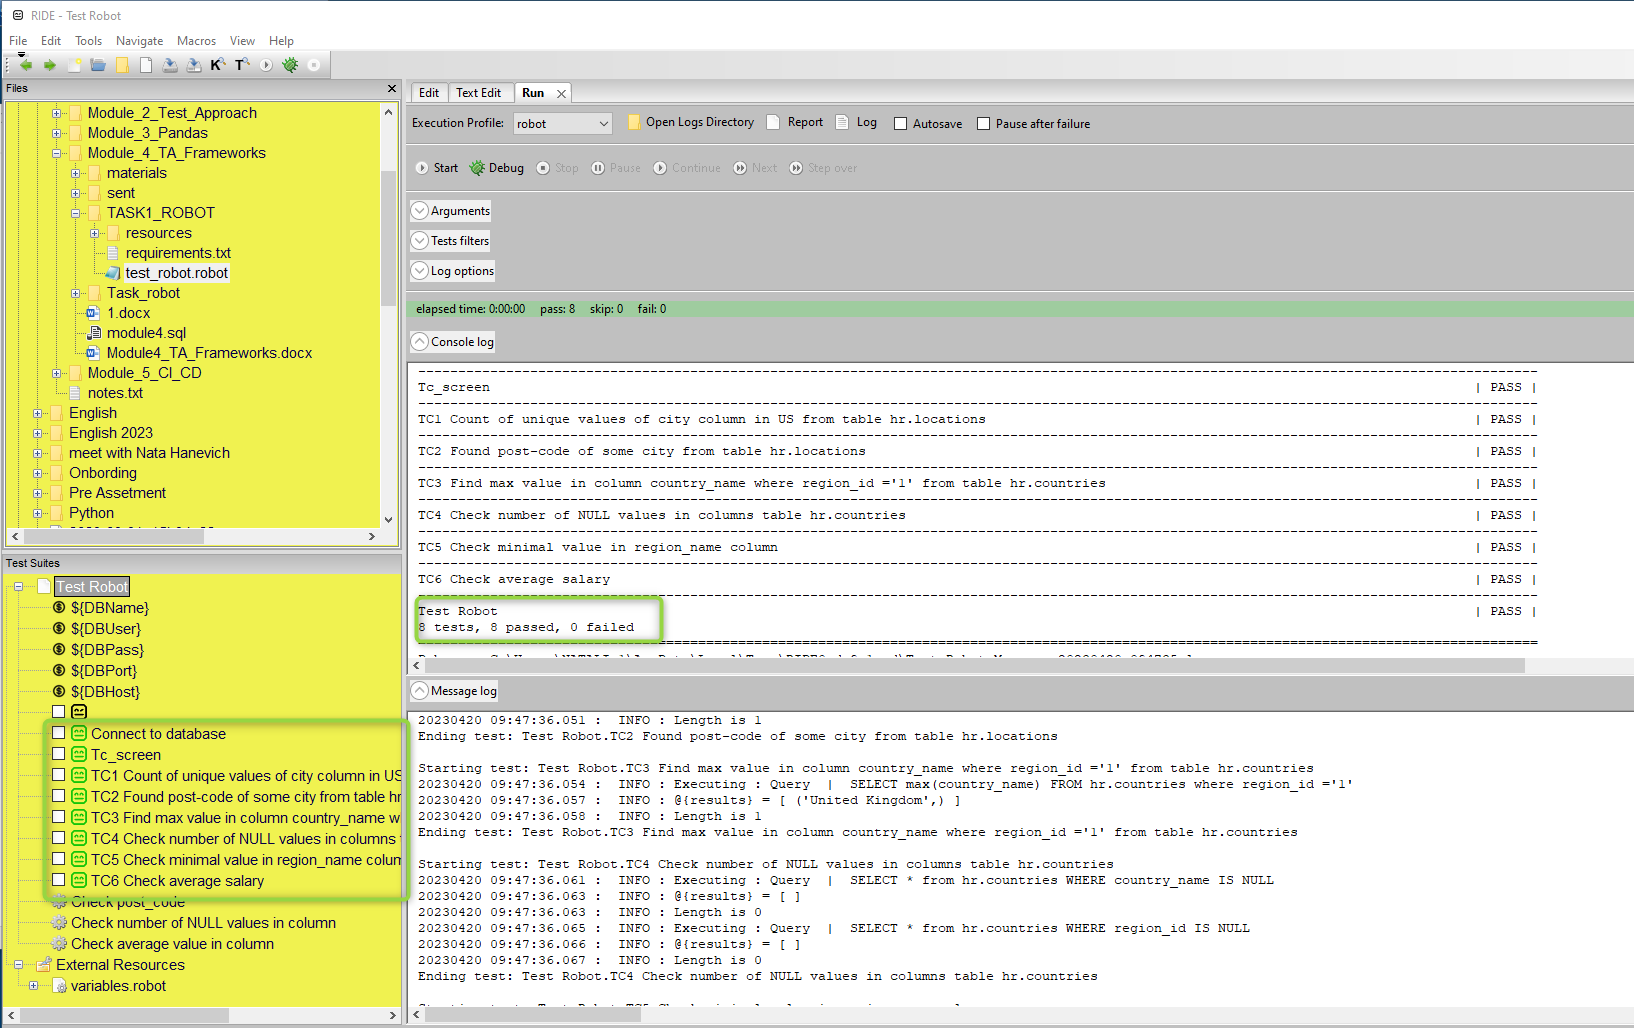 RIDE - Test Robot
File Edit Tools Navigate Macros View Help
Files
Module_2_Test_Approach
Module_3_Pandas
Module_4_TA_Frameworks
materials
sent
TASK1_ROBOT
resources
requirements.txt
test_robot.robot
Task_robot
1.docx
module4.sql
Module4_TA_Frameworks.docx
Module_5_CI_CD
notes.txt
English
English 2023
meet with Nata Hanevich
Onbording
Pre Assetment
Python
Test Suites
Test Robot
${DBName}
${DBUser}
${DBPass}
${DBPort}
${DBHost}
Connect to database
Tc_screen
TC1 Count of unique values of city column in US
TC2 Found post-code of some city from table hr
TC3 Find max value in column country_name w
TC4 Check number of NULL values in columns
TC5 Check minimal value in region_name colum
TC6 Check average salary
Check post_code
Check number of NULL values in column
Check average value in column
External Resources
variables.robot
Edit Text Edit Run
Execution Profile: robot Open Logs Directory Report Log Autosave Pause after failure
Start Debug Stop Pause Continue Next Step over
Arguments
Tests filters
Log options
elapsed time: 0:00:00 pass: 8 skip: 0 fail: 0
Console log
Tc_screen | PASS |
TC1 Count of unique values of city column in US from table hr.locations | PASS |
TC2 Found post-code of some city from table hr.locations | PASS |
TC3 Find max value in column country_name where region_id ='1' from table hr.countries | PASS |
TC4 Check number of NULL values in columns table hr.countries | PASS |
TC5 Check minimal value in region_name column | PASS |
TC6 Check average salary | PASS |
Test Robot | PASS |
8 tests, 8 passed, 0 failed
Message log
20230420 09:47:36.051 : INFO : Length is 1
Ending test: Test Robot.TC2 Found post-code of some city from table hr.locations
Starting test: Test Robot.TC3 Find max value in column country_name where region_id ='1' from table hr.countries
20230420 09:47:36.054 : INFO : Executing : Query | SELECT max(country_name) FROM hr.countries where region_id ='1'
20230420 09:47:36.057 : INFO : @{results} = [ ('United Kingdom',) ]
20230420 09:47:36.058 : INFO : Length is 1
Ending test: Test Robot.TC3 Find max value in column country_name where region_id ='1' from table hr.countries
Starting test: Test Robot.TC4 Check number of NULL values in columns table hr.countries
20230420 09:47:36.061 : INFO : Executing : Query | SELECT * from hr.countries WHERE country_name IS NULL
20230420 09:47:36.063 : INFO : @{results} = [ ]
20230420 09:47:36.063 : INFO : Length is 0
20230420 09:47:36.065 : INFO : Executing : Query | SELECT * from hr.countries WHERE region_id IS NULL
20230420 09:47:36.066 : INFO : @{results} = [ ]
20230420 09:47:36.067 : INFO : Length is 0
Ending test: Test Robot.TC4 Check number of NULL values in columns table hr.countries